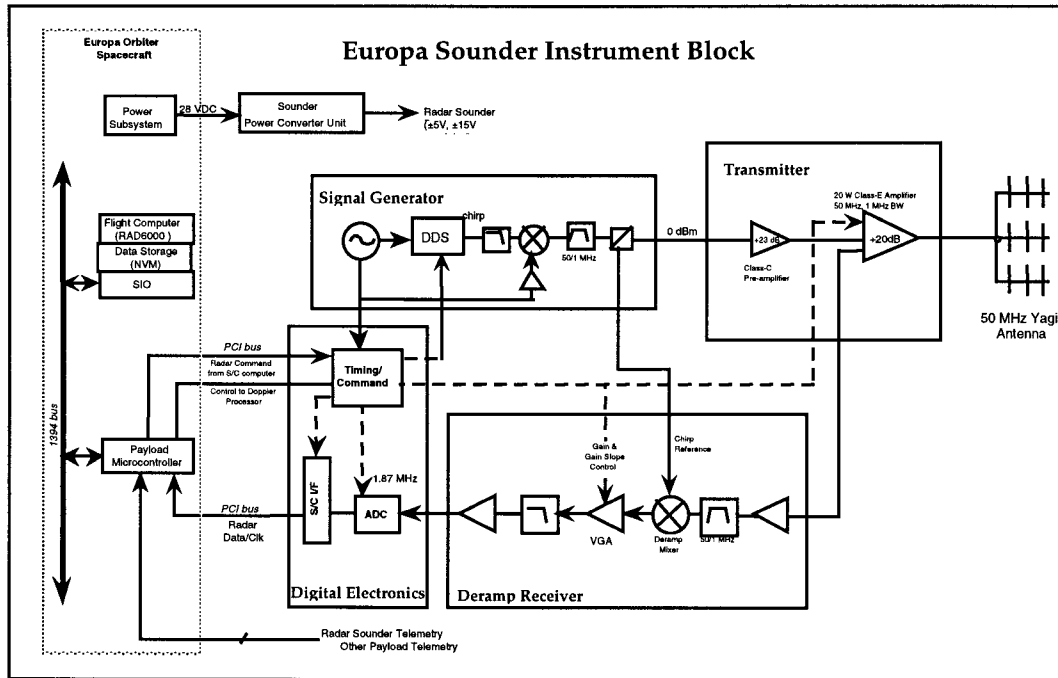 Europa Orbiter
Spacecraft
Europa Sounder Instrument Block
Power
Subsystem
28 VDC
Sounder
Power Converter Unit
Radar Sounder
(±5V, ±15V
Signal Generator
Transmitter
20 W Class-E Amplifier
50 MHz, 1 MHz BW
chirp
DDS
50/1 MHz
0 dBm
+23 dB
+20dB
Class-C
Pre-amplifier
50 MHz Yagi
Antenna
Flight Computer
(RAD6000 )
Data Storage
(NVM)
SIO
1394 bus
PCI bus
Radar Command
from S/C computer
Control to Doppler
Processor
Timing/
Command
Payload
Microcontroller
S/C I/F
1.87 MHz
ADC
PCI bus
Radar
Data/Clk
Gain &
Gain Slope
Control
Chirp
Reference
VGA
Deramp
Mixer
50/1 MHz
Digital Electronics
Deramp Receiver
Radar Sounder Telemetry
Other Payload Telemetry